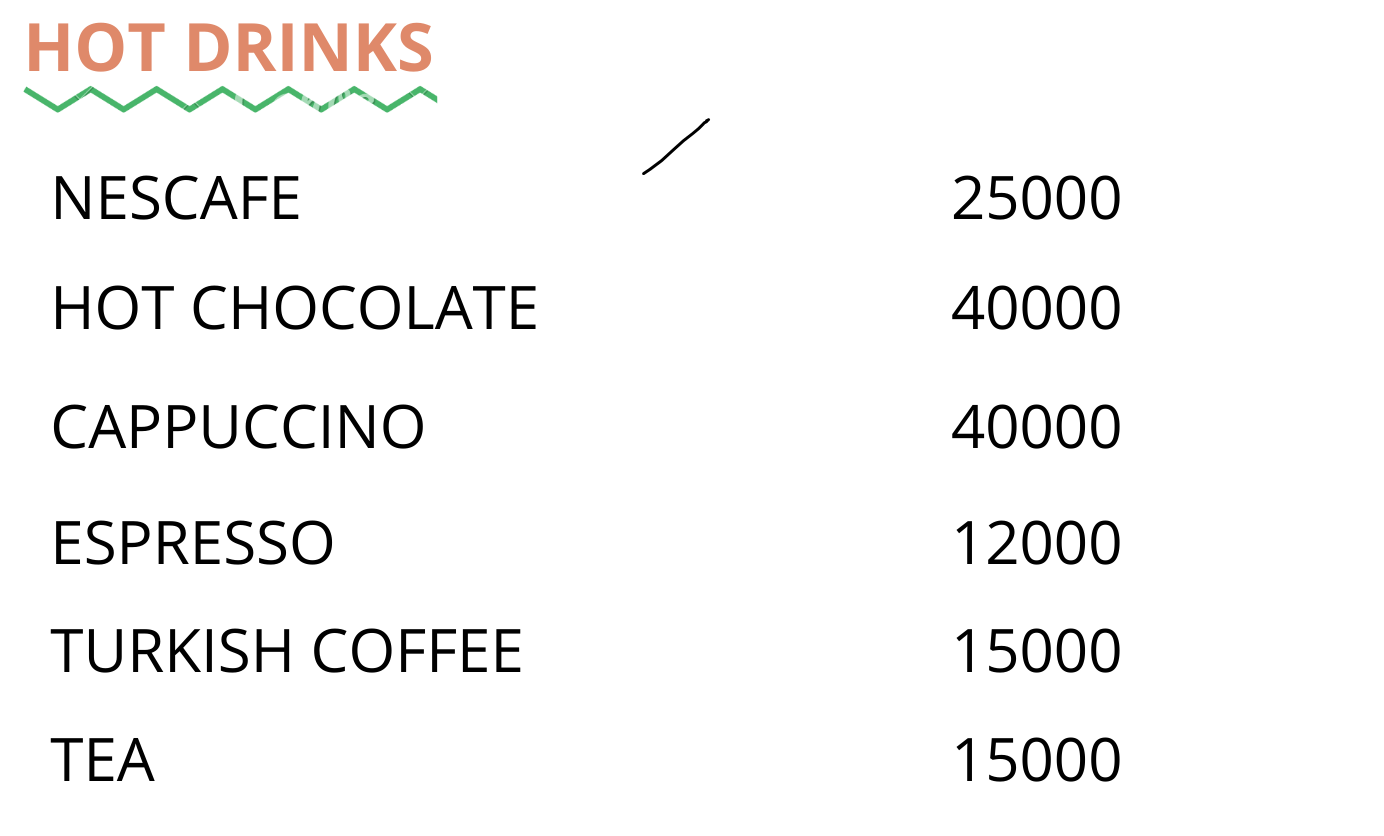 HOT DRINKS
NESCAFE 25000
HOT CHOCOLATE 40000
CAPPUCCINO 40000
ESPRESSO 12000
TURKISH COFFEE 15000
TEA 15000